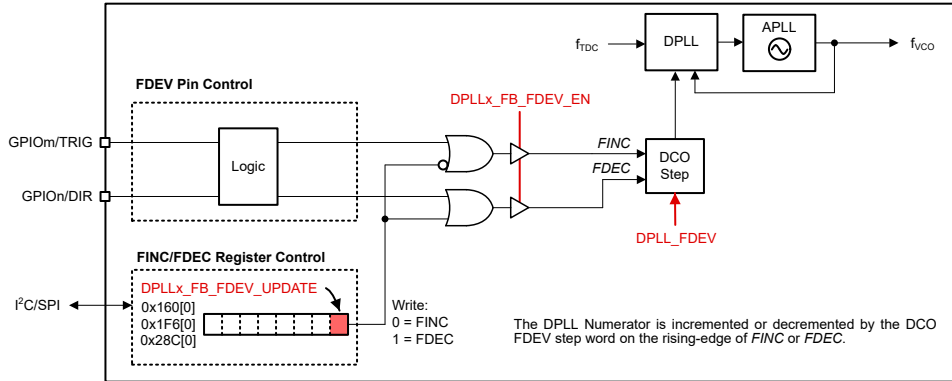 f_TDC
DPLL
APLL
f_VCO
FDEV Pin Control
DPLLx_FB_FDEV_EN
GPIOm/TRIG
Logic
FINC
FDEC
DCO
Step
GPIOn/DIR
DPLL_FDEV
FINC/FDEC Register Control
DPLLx_FB_FDEV_UPDATE
I²C/SPI
0x160[0]
0x1F6[0]
0x28C[0]
Write:
0 = FINC
1 = FDEC
The DPLL Numerator is incremented or decremented by the DCO
FDEV step word on the rising-edge of FINC or FDEC.